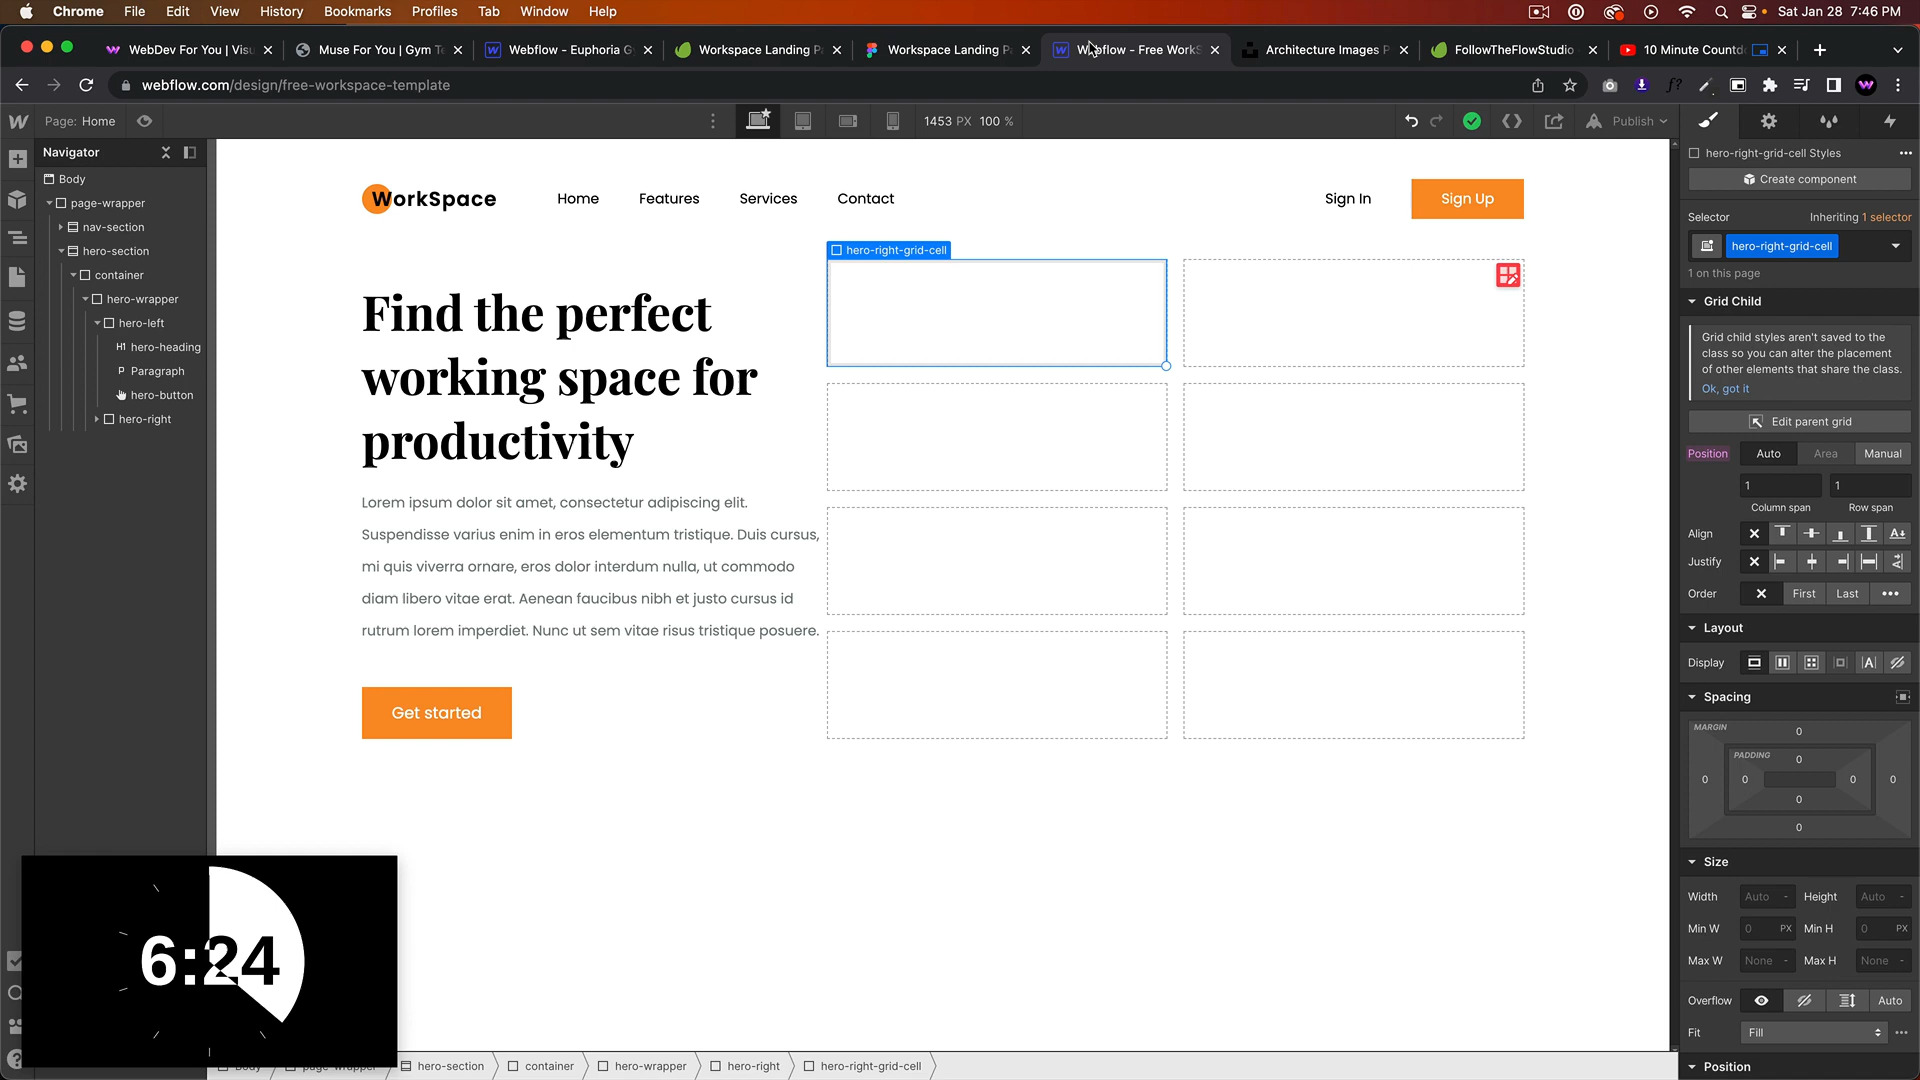 Chrome File Edit View History Bookmarks Profiles Tab Window Help
Sat Jan 28 7:46 PM
WebDev For You | Visu
Muse For You | Gym Te
Webflow - Euphoria G
Workspace Landing P
Workspace Landing P
Webflow - Free WorkS
Architecture Images P
FollowTheFlowStudio
10 Minute Countd
webflow.com/design/free-workspace-template
Page: Home
1453 PX 100 %
Publish
Navigator
Body
page-wrapper
nav-section
hero-section
container
hero-wrapper
hero-left
H1 hero-heading
P Paragraph
hero-button
hero-right
WorkSpace
Home
Features
Services
Contact
Sign In
Sign Up
hero-right-grid-cell
Find the perfect
working space for
productivity
Lorem ipsum dolor sit amet, consectetur adipiscing elit.
Suspendisse varius enim in eros elementum tristique. Duis cursus,
mi quis viverra ornare, eros dolor interdum nulla, ut commodo
diam libero vitae erat. Aenean faucibus nibh et justo cursus id
rutrum lorem imperdiet. Nunc ut sem vitae risus tristique posuere.
Get started
6:24
hero-section
container
hero-wrapper
hero-right
hero-right-grid-cell
hero-right-grid-cell Styles
Create component
Selector
Inheriting 1 selector
hero-right-grid-cell
1 on this page
Grid Child
Grid child styles aren't saved to the
class so you can alter the placement
of other elements that share the class.
Ok, got it
Edit parent grid
Position Auto Area Manual
1 1
Column span Row span
Align
Justify
Order First Last
Layout
Display
Spacing
MARGIN
0
PADDING
0
0 0 0 0
0
0
Size
Width Auto - Height Auto -
Min W 0 PX Min H 0 PX
Max W None - Max H None -
Overflow Auto
Fit Fill
Position